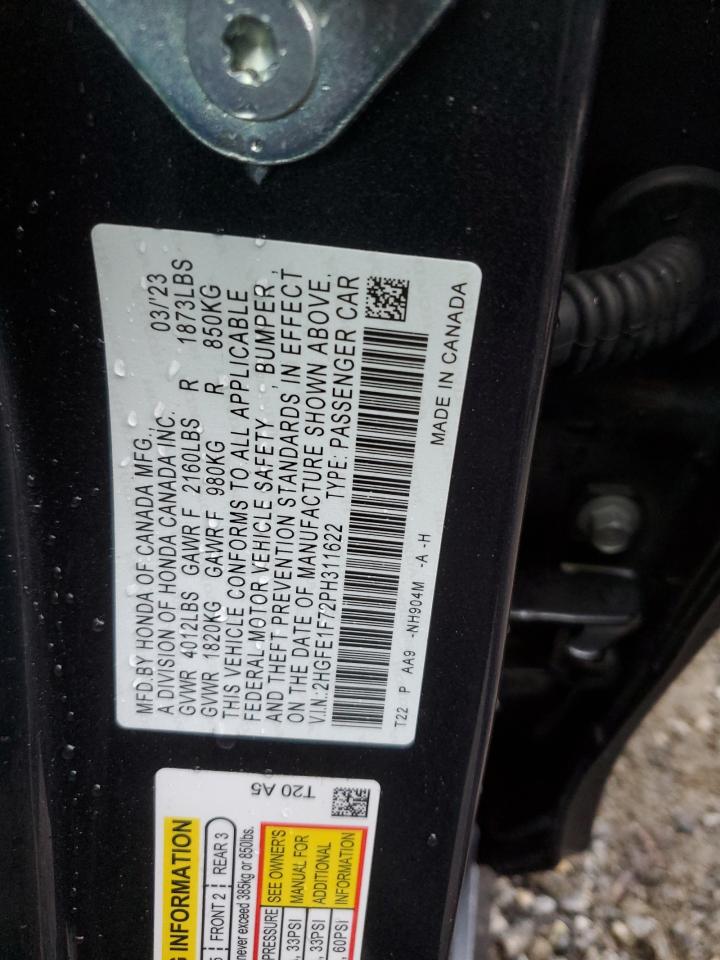 MFD.BY HONDA OF CANADA MFG., 03/'23
A DIVISION OF HONDA CANADA INC.
GVWR 4012LBS GAWR F 2160LBS R 1873LBS
GVWR 1820KG GAWR F 980KG R 850KG
THIS VEHICLE CONFORMS TO ALL APPLICABLE
FEDERAL MOTOR VEHICLE SAFETY , BUMPER ,
AND THEFT PREVENTION STANDARDS IN EFFECT
ON THE DATE OF MANUFACTURE SHOWN ABOVE.
V.I.N.:2HGFE1F72PH311622 TYPE: PASSENGER CAR
T22 P AA9 -NH904M -A -H MADE IN CANADA
T20 A5
INFORMATION
FRONT 2 REAR 3
never exceed 385kg or 850lbs.
PRESSURE SEE OWNER'S
33PSI MANUAL FOR
33PSI ADDITIONAL
60PSI INFORMATION